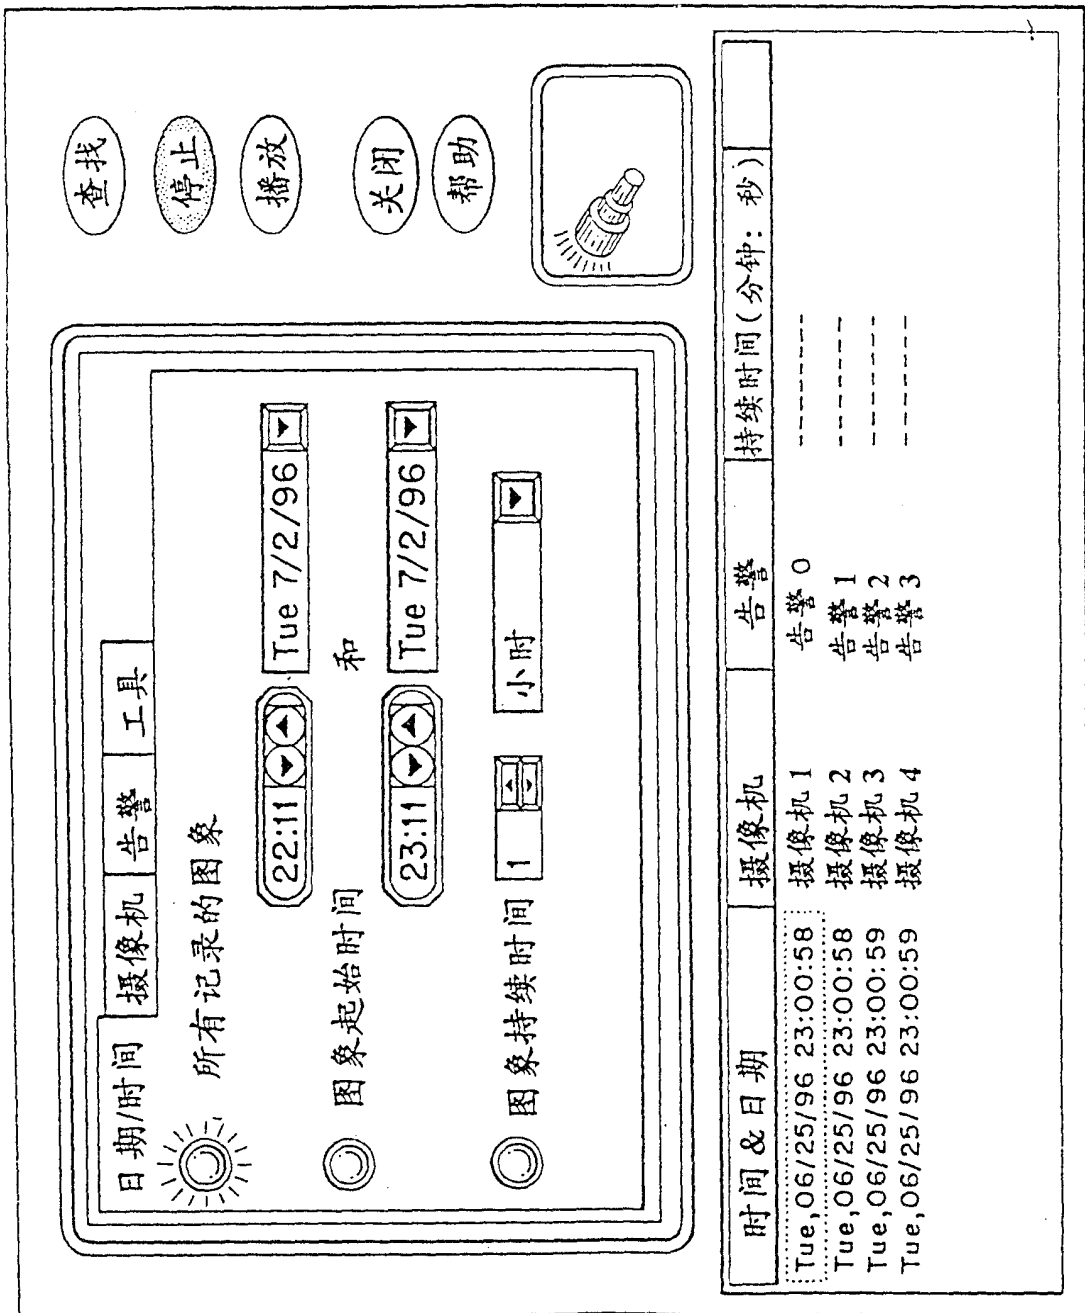 日期/时间 摄像机 告警 工具
所有记录的图象
22:11 Tue 7/2/96
图象起始时间 和
23:11 Tue 7/2/96
图象持续时间 1 小时
查找
停止
播放
关闭
帮助
时间 & 日期 摄像机 告警 持续时间(分钟: 秒)
Tue,06/25/96 23:00:58 摄像机 1 告警 0 -------
Tue,06/25/96 23:00:58 摄像机 2 告警 1 -------
Tue,06/25/96 23:00:59 摄像机 3 告警 2 -------
Tue,06/25/96 23:00:59 摄像机 4 告警 3 -------